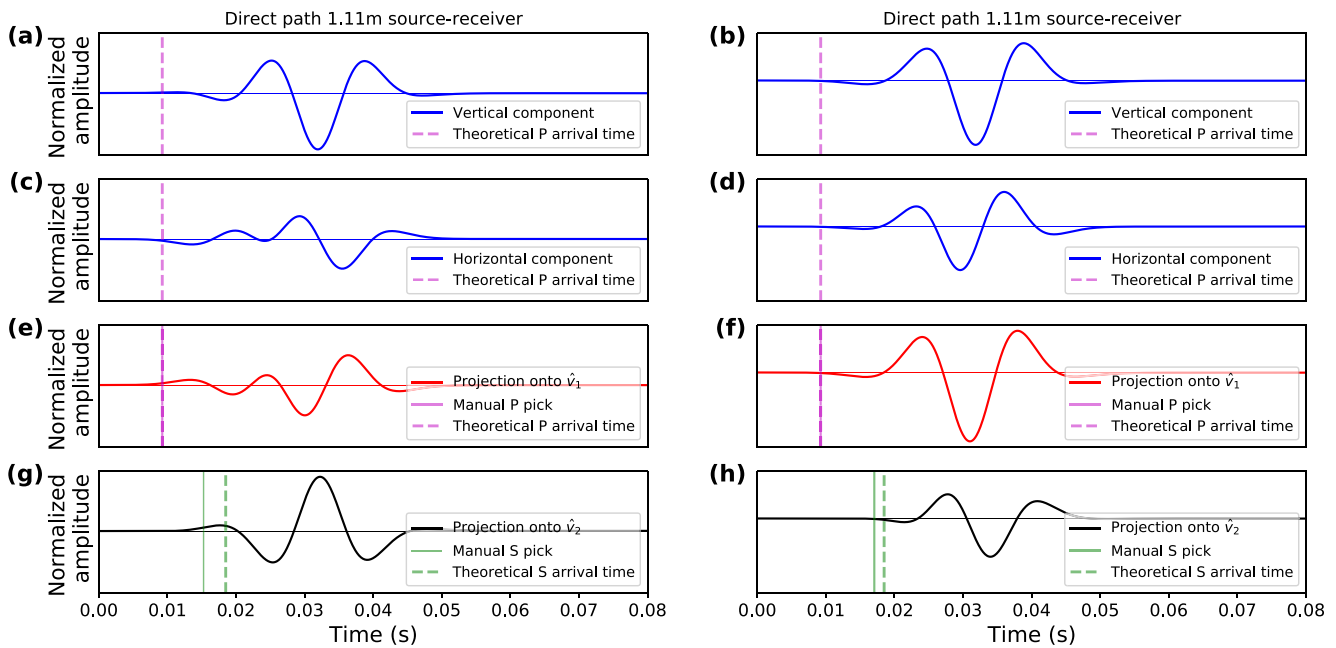 Direct path 1.11m source-receiver
Direct path 1.11m source-receiver
(a)
Normalized
amplitude
Vertical component
Theoretical P arrival time
(b)
Vertical component
Theoretical P arrival time
(c)
Normalized
amplitude
Horizontal component
Theoretical P arrival time
(d)
Horizontal component
Theoretical P arrival time
(e)
Normalized
amplitude
Projection onto v̂₁
Manual P pick
Theoretical P arrival time
(f)
Projection onto v̂₁
Manual P pick
Theoretical P arrival time
(g)
Normalized
amplitude
Projection onto v̂₂
Manual S pick
Theoretical S arrival time
(h)
Projection onto v̂₂
Manual S pick
Theoretical S arrival time
0.00 0.01 0.02 0.03 0.04 0.05 0.06 0.07 0.08
Time (s)
0.00 0.01 0.02 0.03 0.04 0.05 0.06 0.07 0.08
Time (s)